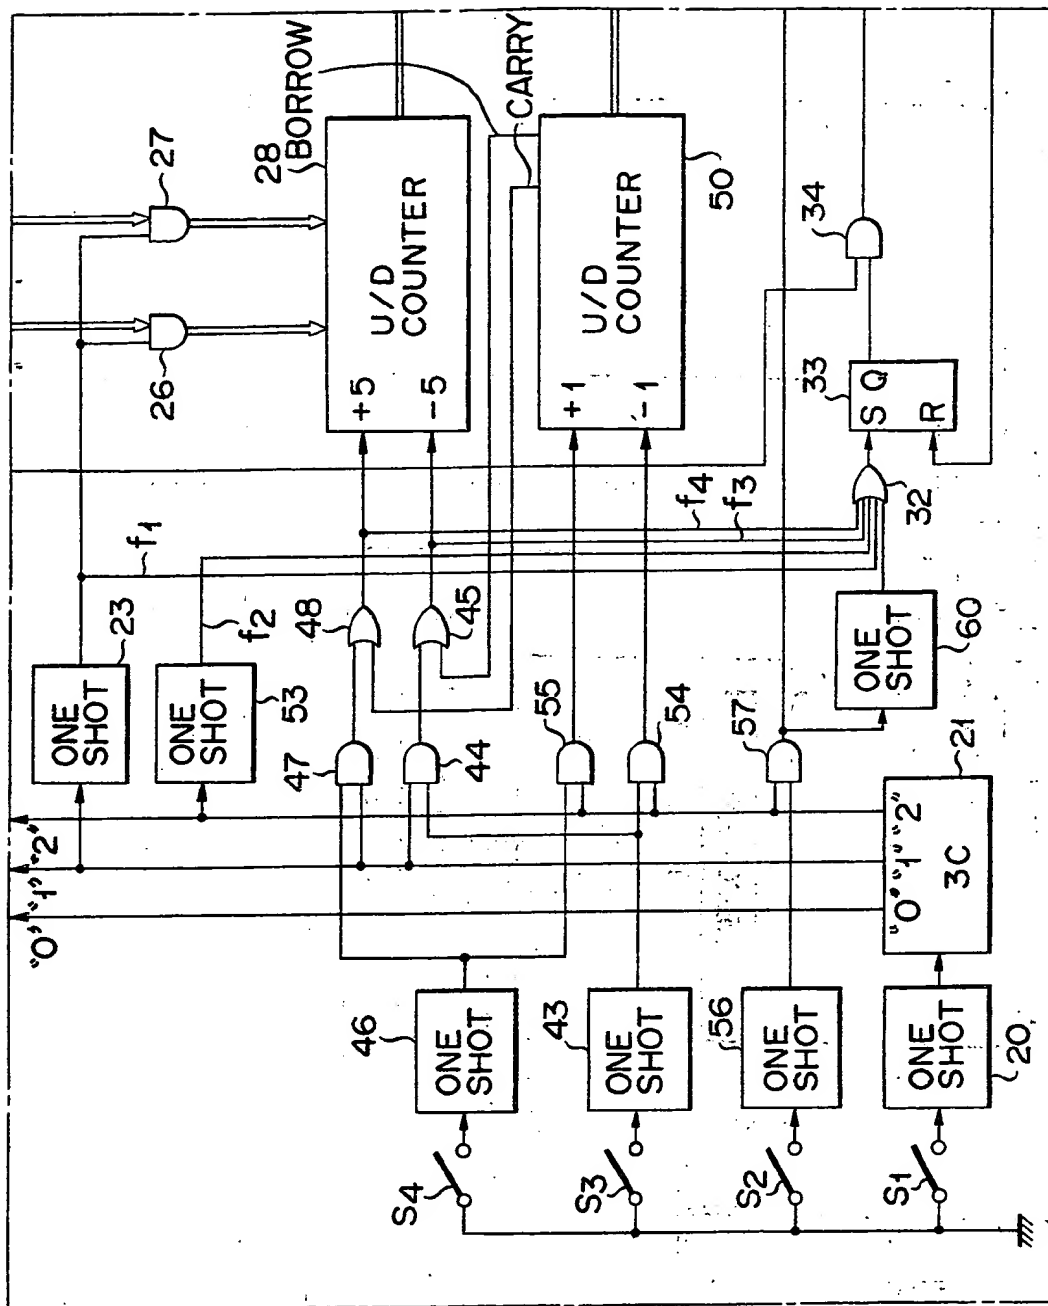 BORROW
CARRY
28
U/D
COUNTER
+5
-5
27
26
50
U/D
COUNTER
+1
-1
34
33
S Q
R
32
f1
f2
f4
f3
23
ONE
SHOT
53
ONE
SHOT
48
45
47
44
55
54
57
60
ONE
SHOT
"0" "1" "2"
21
"0" "1" "2"
3C
46
ONE
SHOT
43
ONE
SHOT
56
ONE
SHOT
20
ONE
SHOT
S4
S3
S2
S1